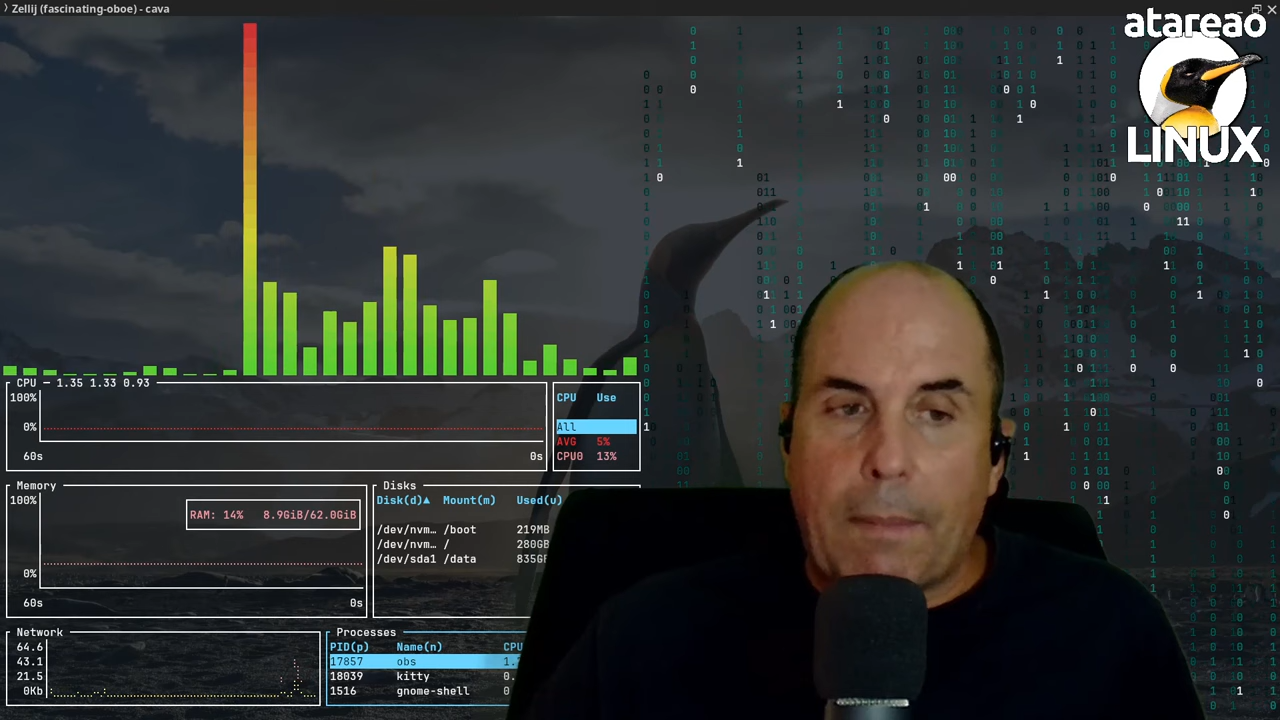 Zellij (fascinating-oboe) - cava
atareao
LINUX
CPU — 1.35 1.33 0.93
100%
0%
60s 0s
CPU Use
All
AVG 5%
CPU0 13%
Memory
100%
RAM: 14% 8.9GiB/62.0GiB
0%
60s 0s
Disks
Disk(d)▲ Mount(m) Used(u)
/dev/nvm… /boot 219MB
/dev/nvm… / 280GB
/dev/sda1 /data 835G
Network
64.6
43.1
21.5
0Kb
Processes
PID(p) Name(n) CPU
17857 obs 1.
18039 kitty 0.
1516 gnome-shell 0